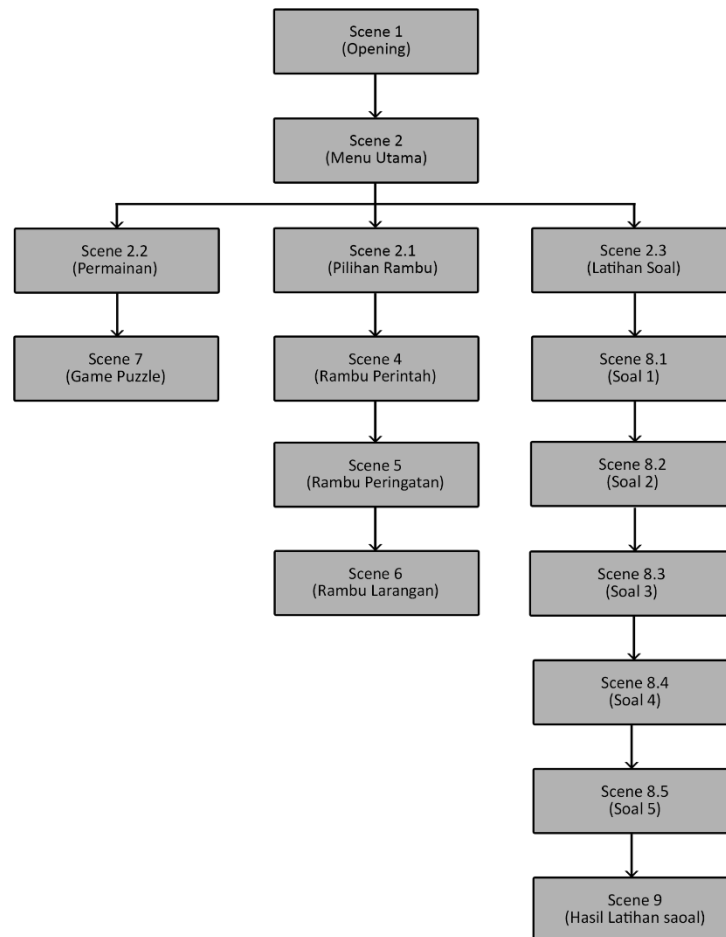 Scene 1
(Opening)
Scene 2
(Menu Utama)
Scene 2.2
(Permainan)
Scene 2.1
(Pilihan Rambu)
Scene 2.3
(Latihan Soal)
Scene 7
(Game Puzzle)
Scene 4
(Rambu Perintah)
Scene 8.1
(Soal 1)
Scene 5
(Rambu Peringatan)
Scene 8.2
(Soal 2)
Scene 6
(Rambu Larangan)
Scene 8.3
(Soal 3)
Scene 8.4
(Soal 4)
Scene 8.5
(Soal 5)
Scene 9
(Hasil Latihan saoal)